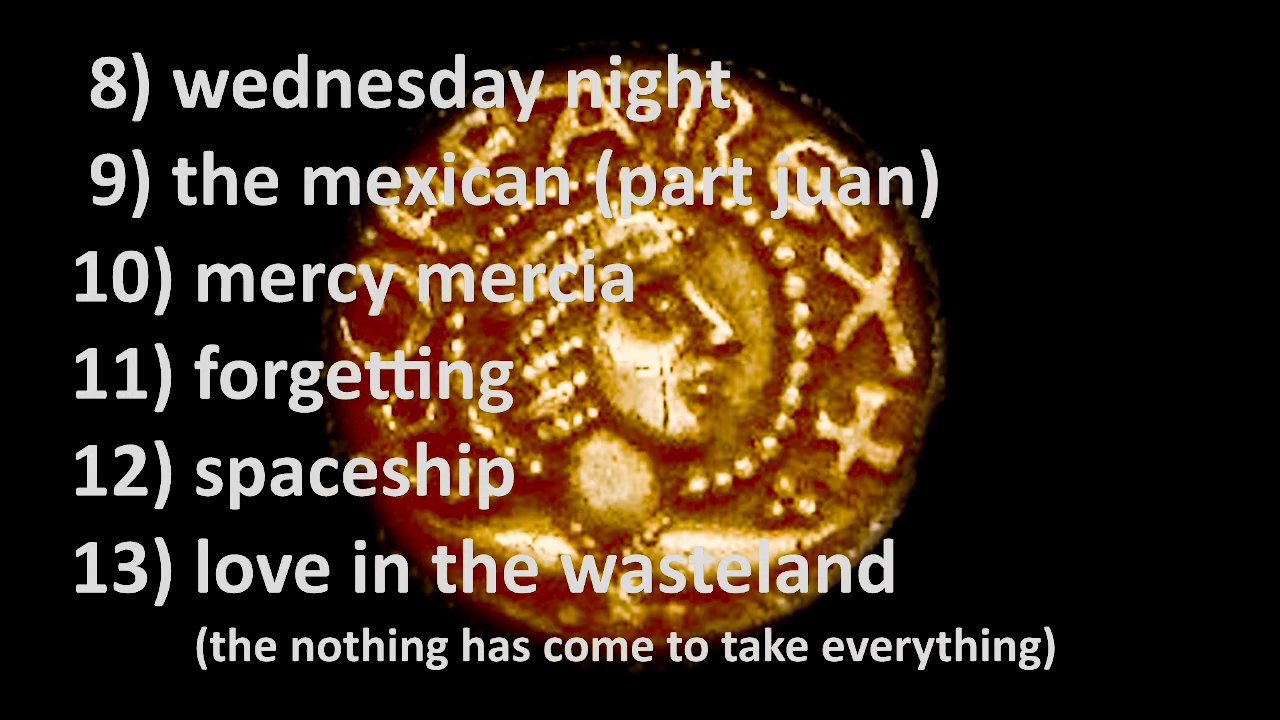 8) wednesday night
9) the mexican (part juan)
10) mercy mercia
11) forgetting
12) spaceship
13) love in the wasteland
(the nothing has come to take everything)